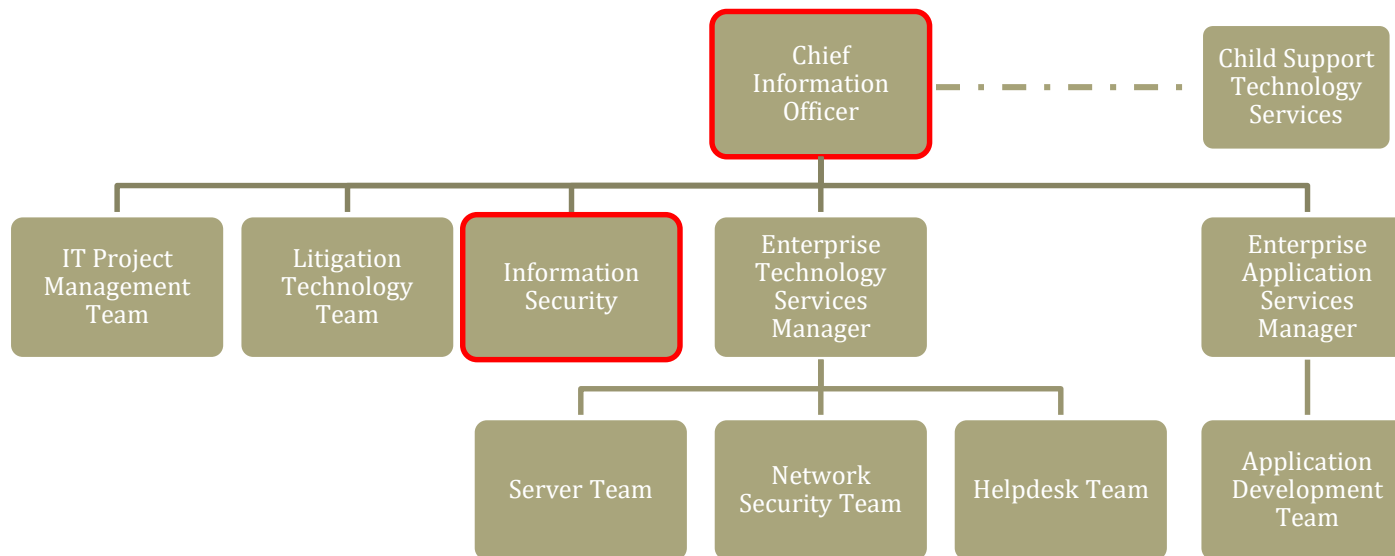 Chief
Information
Officer
Child Support
Technology
Services
IT Project
Management
Team
Litigation
Technology
Team
Information
Security
Enterprise
Technology
Services
Manager
Enterprise
Application
Services
Manager
Server Team
Network
Security Team
Helpdesk Team
Application
Development
Team